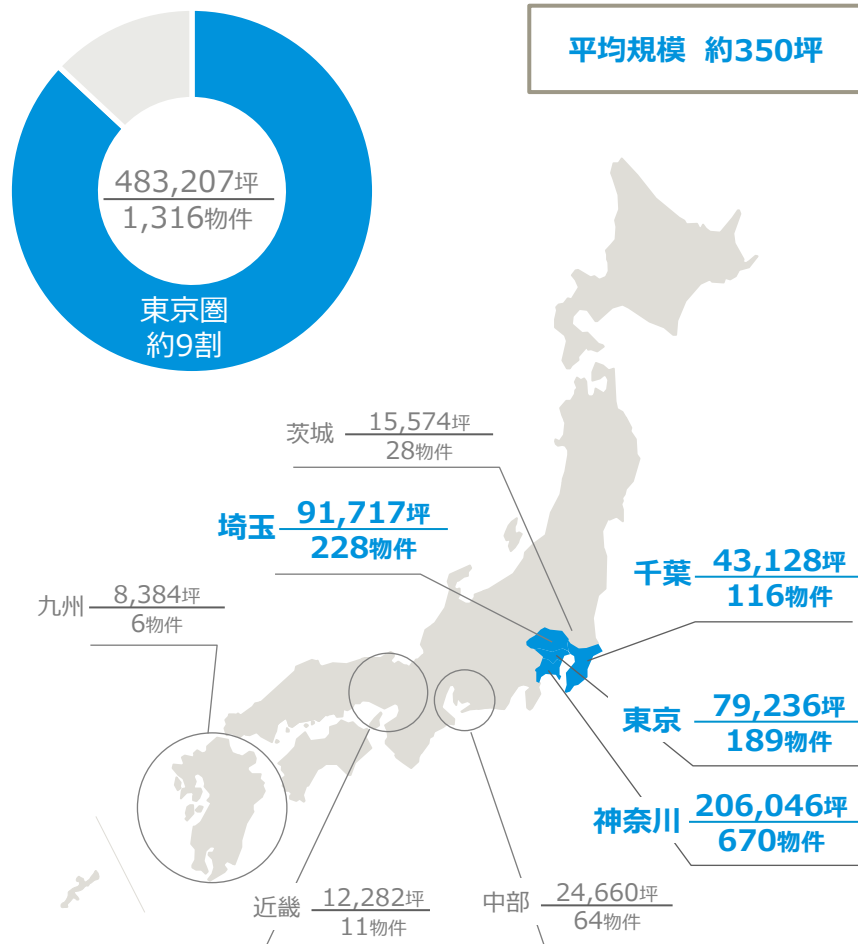 平均規模 約350坪
483,207坪
1,316物件
東京圏
約9割
茨城 15,574坪
28物件
埼玉 91,717坪
228物件
千葉 43,128坪
116物件
九州 8,384坪
6物件
東京 79,236坪
189物件
神奈川 206,046坪
670物件
近畿 12,282坪
11物件
中部 24,660坪
64物件